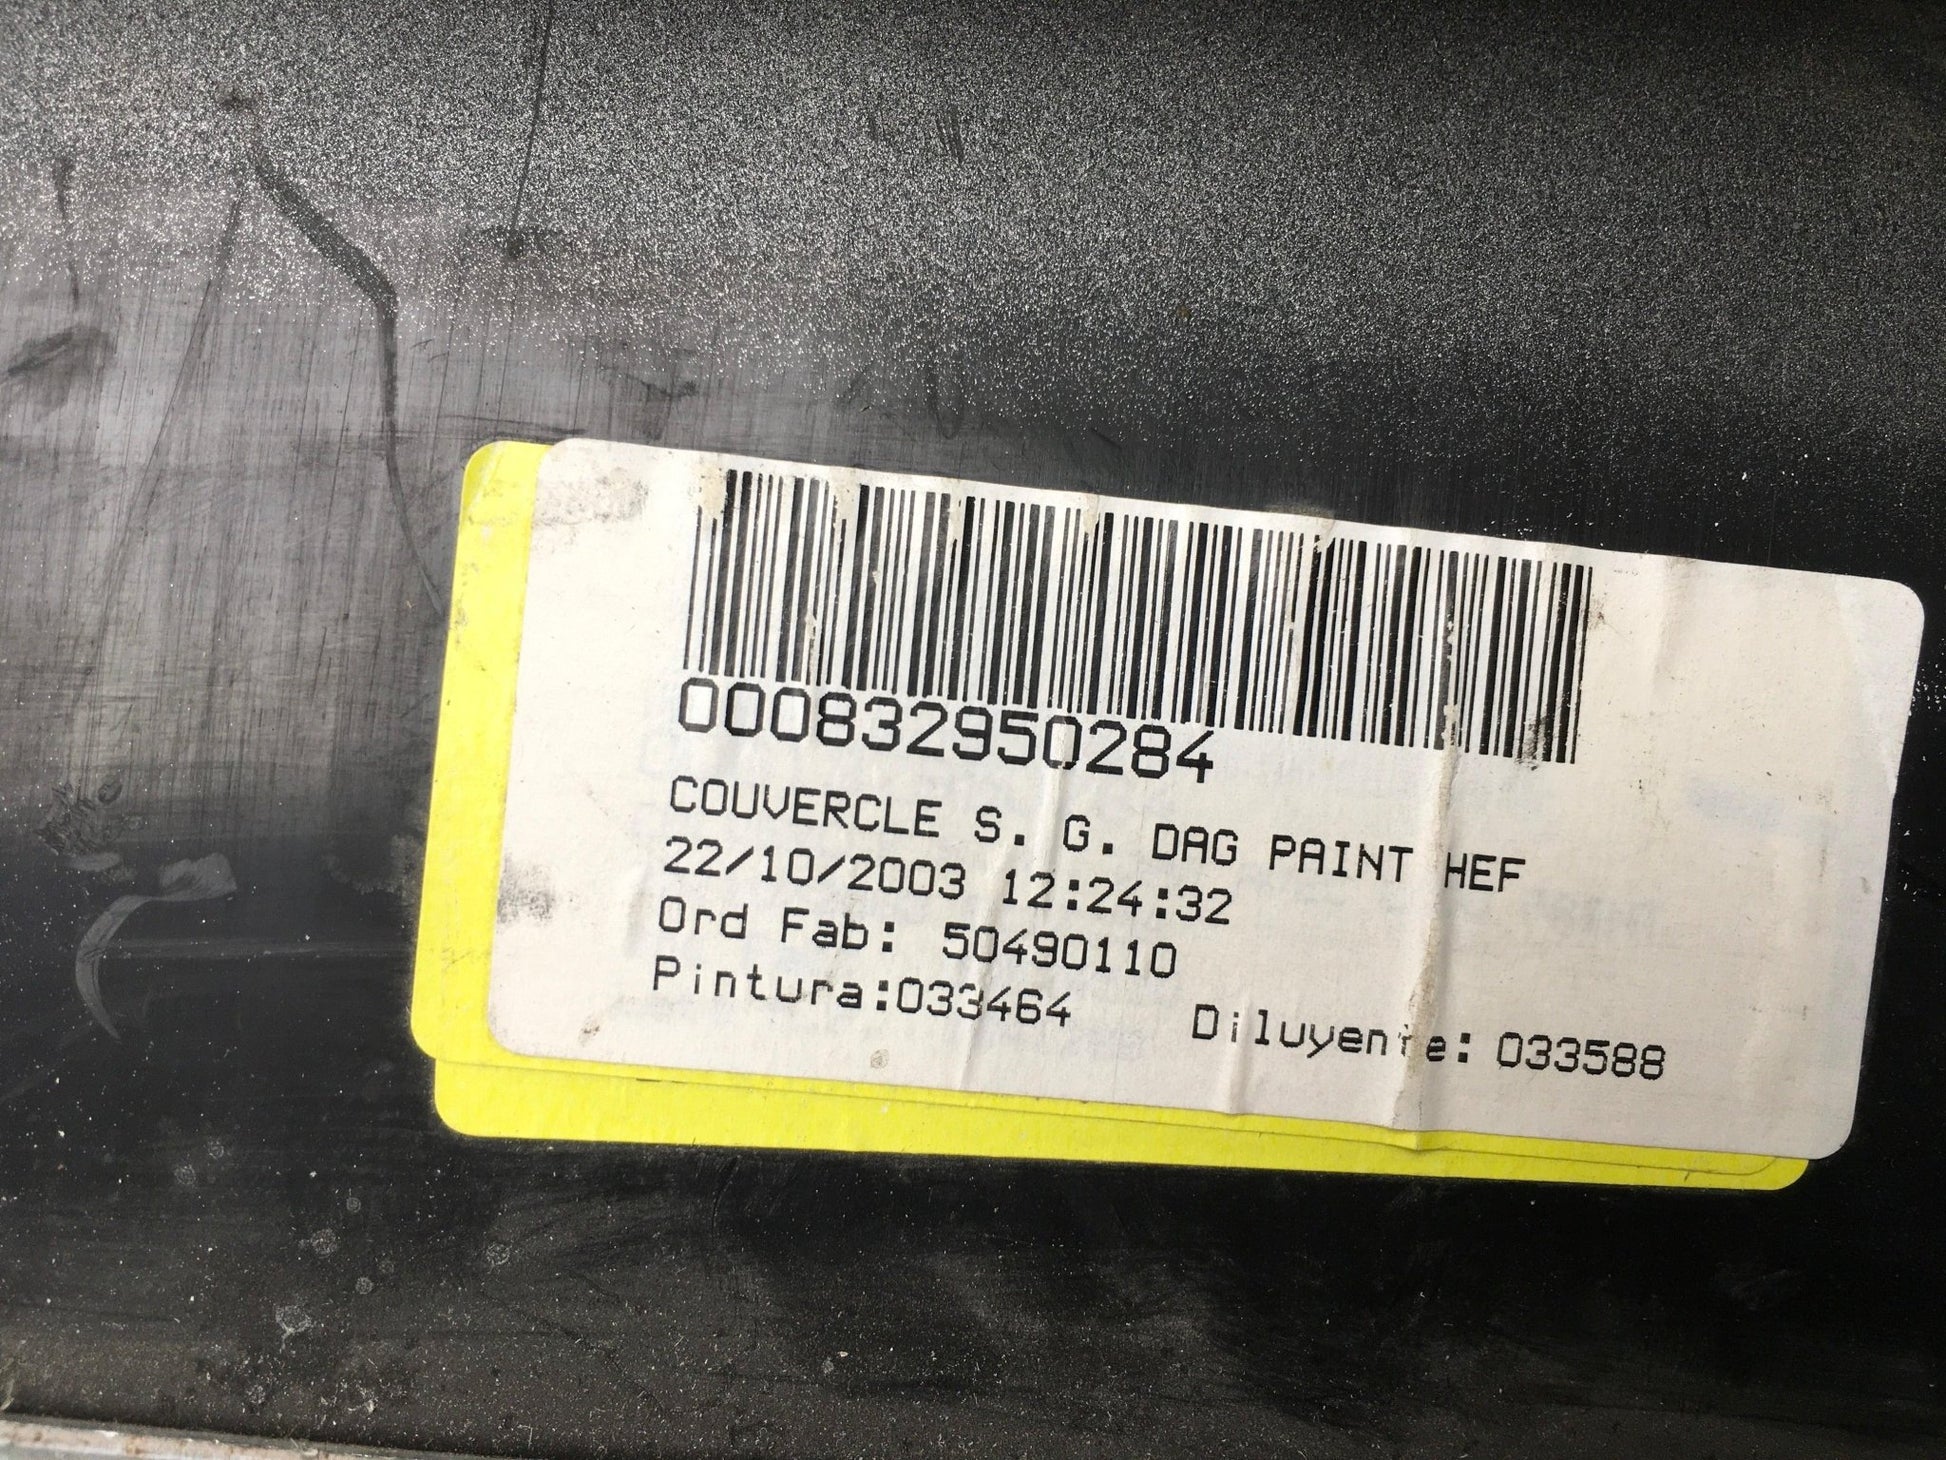 000832950284
COUVERCLE S. G. DAG PAINT HEF
22/10/2003 12:24:32
Ord Fab: 50490110
Pintura:033464 Diluyente: 033588